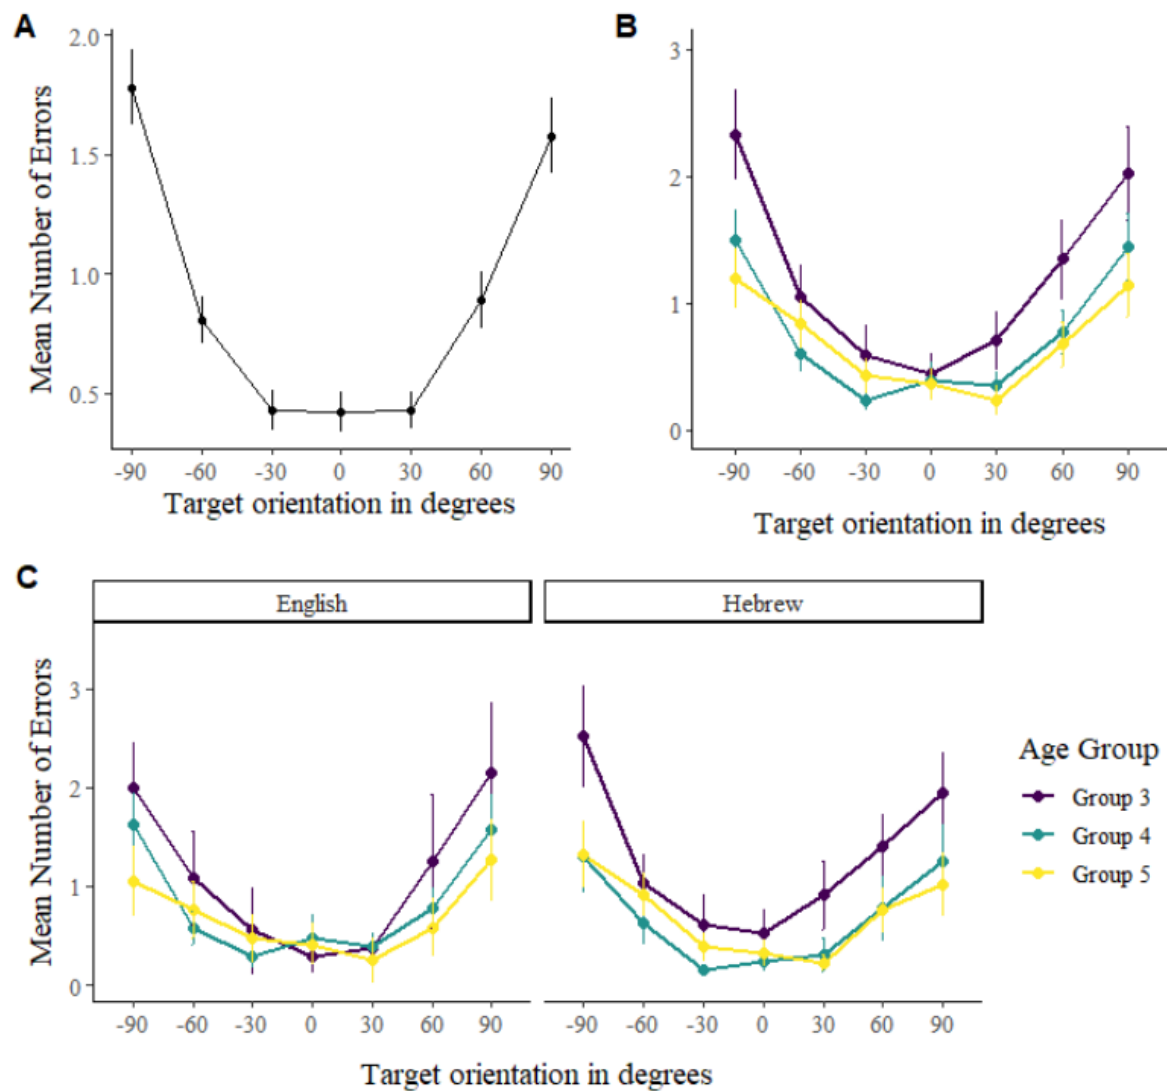 A
Mean Number of Errors
2.0
1.5
1.0
0.5
-90 -60 -30 0 30 60 90
Target orientation in degrees
B
3
2
1
0
-90 -60 -30 0 30 60 90
Target orientation in degrees
C
English
Hebrew
Mean Number of Errors
3
2
1
0
-90 -60 -30 0 30 60 90
-90 -60 -30 0 30 60 90
Target orientation in degrees
Age Group
Group 3
Group 4
Group 5